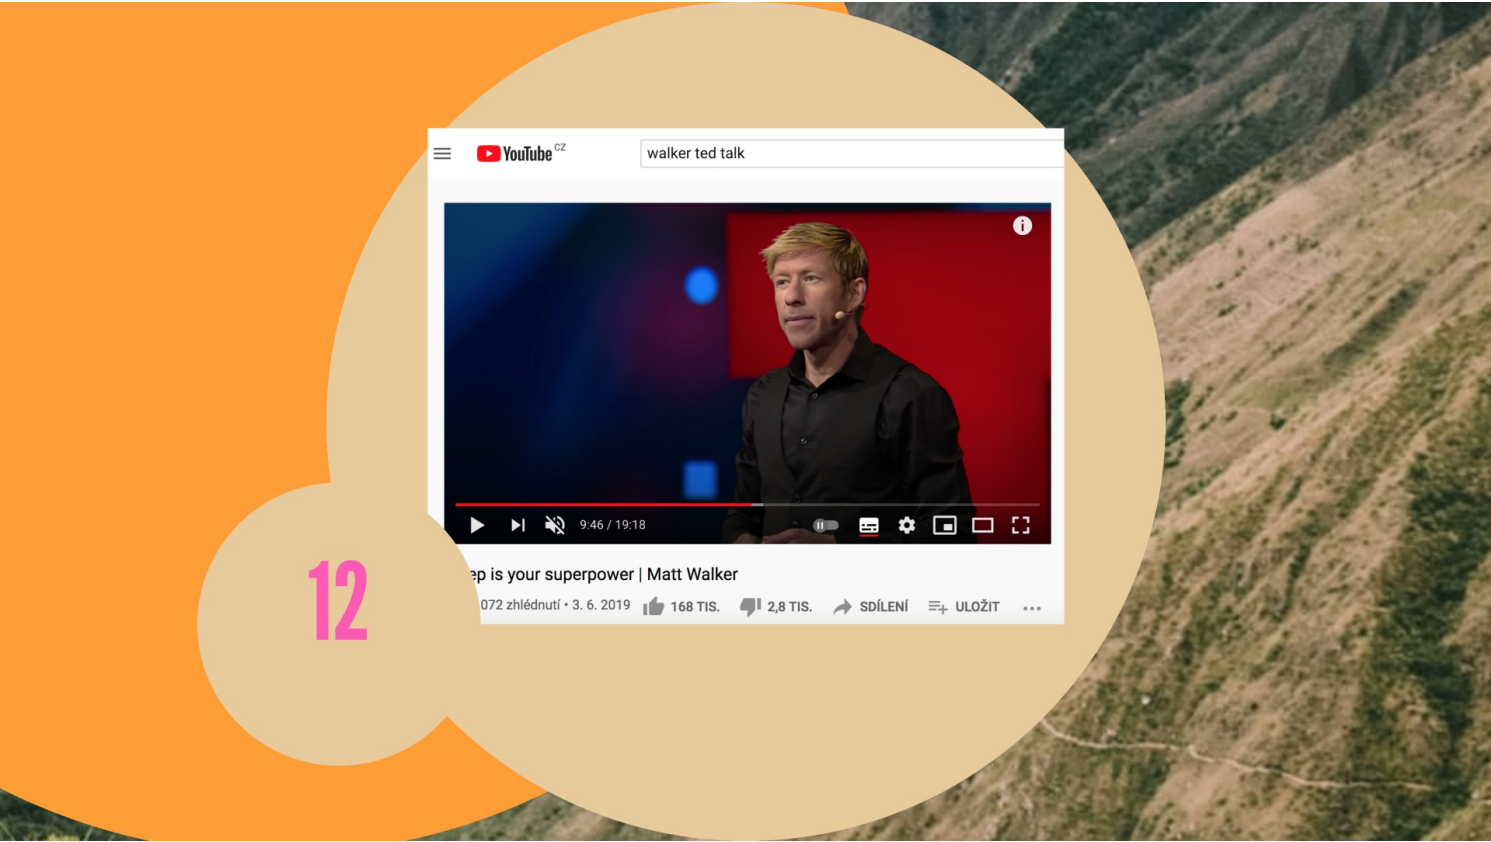 YouTube CZ
walker ted talk
9:46 / 19:18
is your superpower | Matt Walker
072 zhlédnutí • 3. 6. 2019 168 TIS. 2,8 TIS. SDÍLENÍ ULOŽIT ...
12